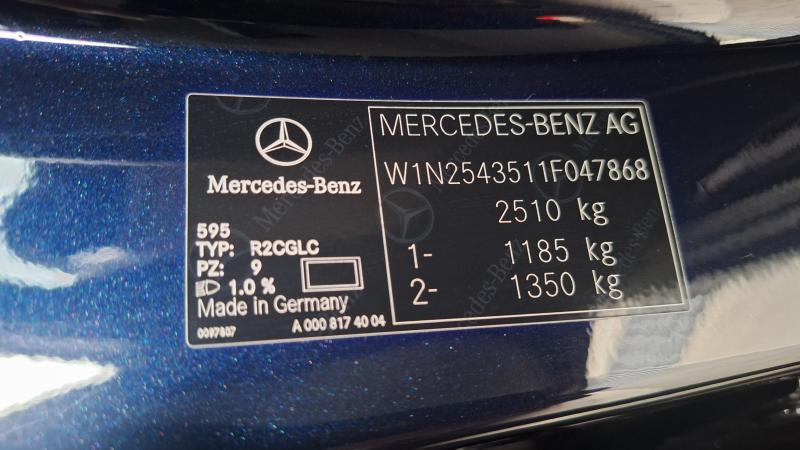 Mercedes-Benz
595
TYP: R2CGLC
PZ: 9
1.0 %
Made in Germany
0097807
A 000 817 40 04
MERCEDES-BENZ AG
W1N2543511F047868
2510 kg
1- 1185 kg
2- 1350 kg